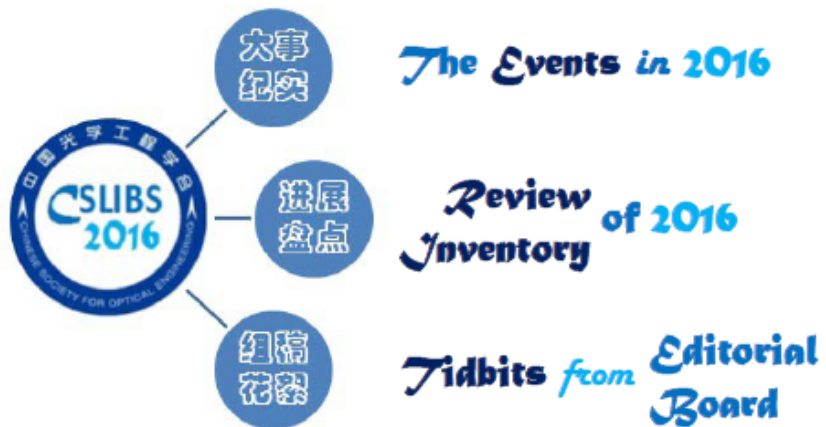 大事
纪实
The Events in 2016
中国光学工程学会
CSLIBS
2016
CHINESE SOCIETY FOR OPTICAL ENGINEERING
进展
盘点
Review
Inventory
of 2016
组稿
花絮
Tidbits from
Editorial
Board